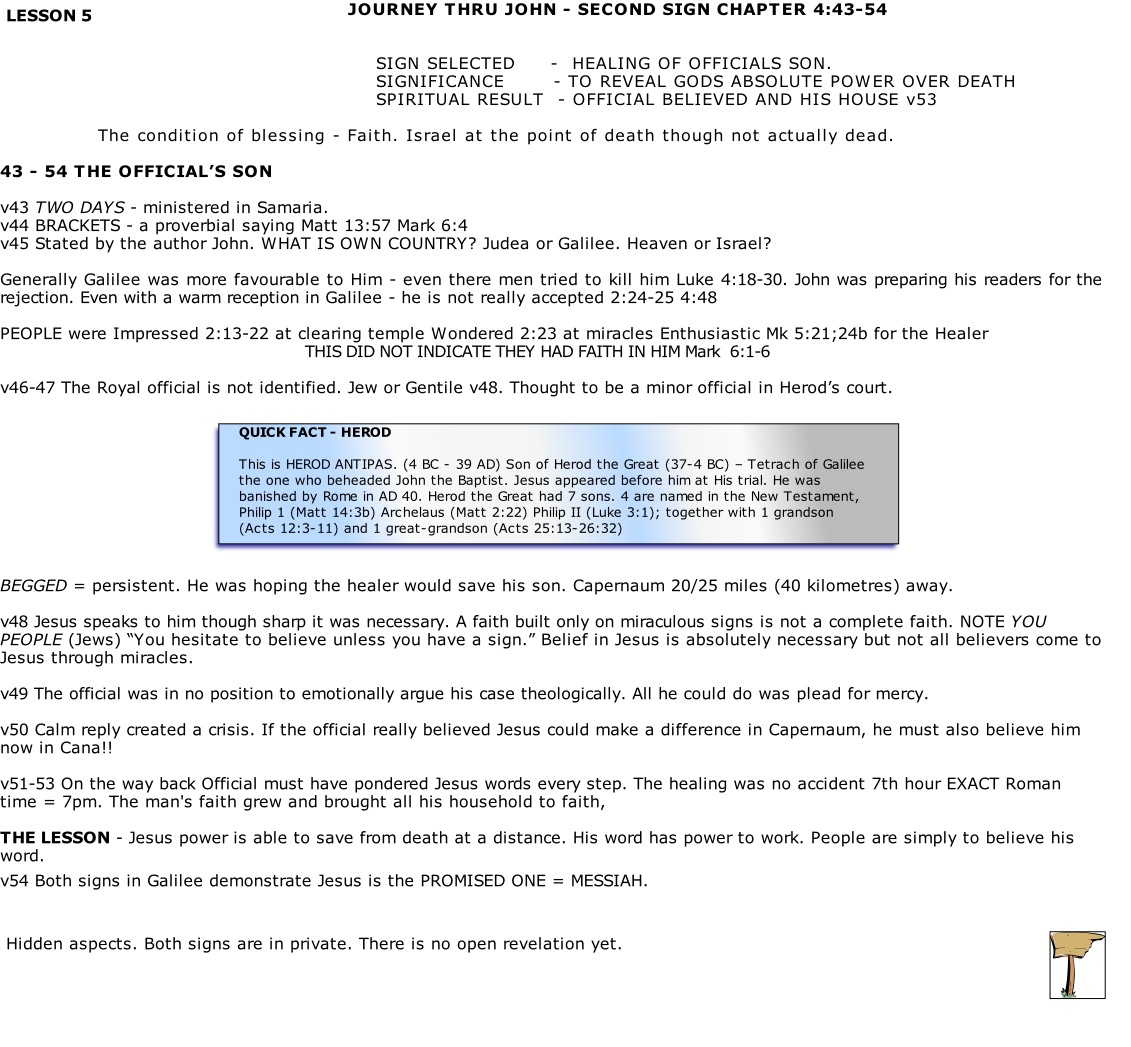 LESSON 5
JOURNEY THRU JOHN - SECOND SIGN CHAPTER 4:43-54
SIGN SELECTED - HEALING OF OFFICIALS SON.
SIGNIFICANCE - TO REVEAL GODS ABSOLUTE POWER OVER DEATH
SPIRITUAL RESULT - OFFICIAL BELIEVED AND HIS HOUSE v53
The condition of blessing - Faith. Israel at the point of death though not actually dead.
43 - 54 THE OFFICIAL’S SON
v43 TWO DAYS - ministered in Samaria.
v44 BRACKETS - a proverbial saying Matt 13:57 Mark 6:4
v45 Stated by the author John. WHAT IS OWN COUNTRY? Judea or Galilee. Heaven or Israel?
Generally Galilee was more favourable to Him - even there men tried to kill him Luke 4:18-30. John was preparing his readers for the
rejection. Even with a warm reception in Galilee - he is not really accepted 2:24-25 4:48
PEOPLE were Impressed 2:13-22 at clearing temple Wondered 2:23 at miracles Enthusiastic Mk 5:21;24b for the Healer
THIS DID NOT INDICATE THEY HAD FAITH IN HIM Mark 6:1-6
v46-47 The Royal official is not identified. Jew or Gentile v48. Thought to be a minor official in Herod’s court.
QUICK FACT - HEROD
This is HEROD ANTIPAS. (4 BC - 39 AD) Son of Herod the Great (37-4 BC) – Tetrach of Galilee
the one who beheaded John the Baptist. Jesus appeared before him at His trial. He was
banished by Rome in AD 40. Herod the Great had 7 sons. 4 are named in the New Testament,
Philip 1 (Matt 14:3b) Archelaus (Matt 2:22) Philip II (Luke 3:1); together with 1 grandson
(Acts 12:3-11) and 1 great-grandson (Acts 25:13-26:32)
BEGGED = persistent. He was hoping the healer would save his son. Capernaum 20/25 miles (40 kilometres) away.
v48 Jesus speaks to him though sharp it was necessary. A faith built only on miraculous signs is not a complete faith. NOTE YOU
PEOPLE (Jews) “You hesitate to believe unless you have a sign.” Belief in Jesus is absolutely necessary but not all believers come to
Jesus through miracles.
v49 The official was in no position to emotionally argue his case theologically. All he could do was plead for mercy.
v50 Calm reply created a crisis. If the official really believed Jesus could make a difference in Capernaum, he must also believe him
now in Cana!!
v51-53 On the way back Official must have pondered Jesus words every step. The healing was no accident 7th hour EXACT Roman
time = 7pm. The man's faith grew and brought all his household to faith,
THE LESSON - Jesus power is able to save from death at a distance. His word has power to work. People are simply to believe his
word.
v54 Both signs in Galilee demonstrate Jesus is the PROMISED ONE = MESSIAH.
Hidden aspects. Both signs are in private. There is no open revelation yet.